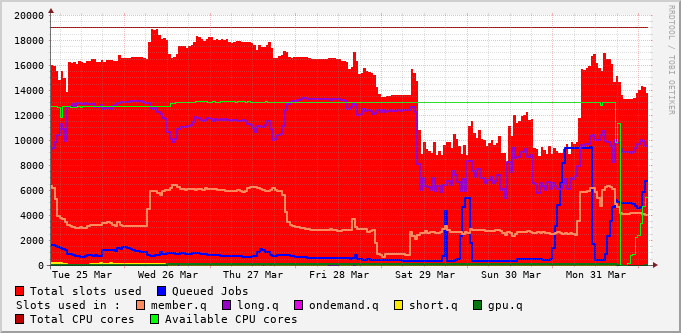 20000
18000
16000
14000
12000
10000
8000
6000
4000
2000
0
Tue 25 Mar Wed 26 Mar Thu 27 Mar Fri 28 Mar Sat 29 Mar Sun 30 Mar Mon 31 Mar
Total slots used Queued Jobs
Slots used in : member.q long.q ondemand.q short.q gpu.q
Total CPU cores Available CPU cores
RRDTOOL / TOBI OETIKER